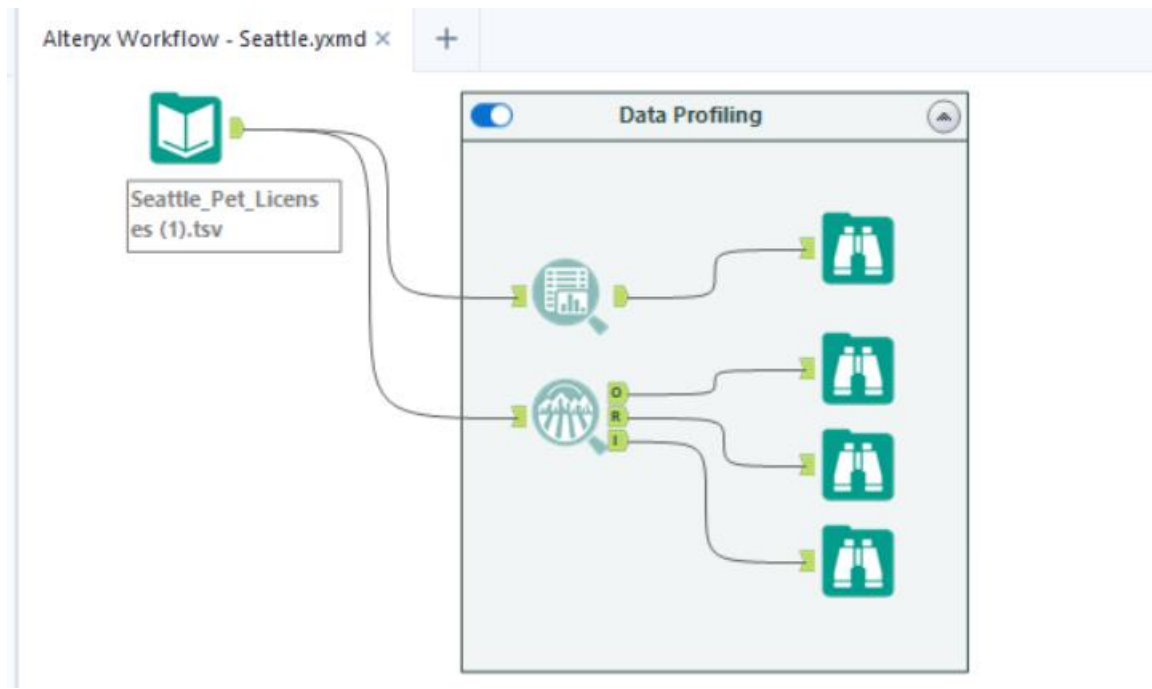 Alteryx Workflow - Seattle.yxmd ×
+
Data Profiling
Seattle_Pet_Licens
es (1).tsv
O
R
I